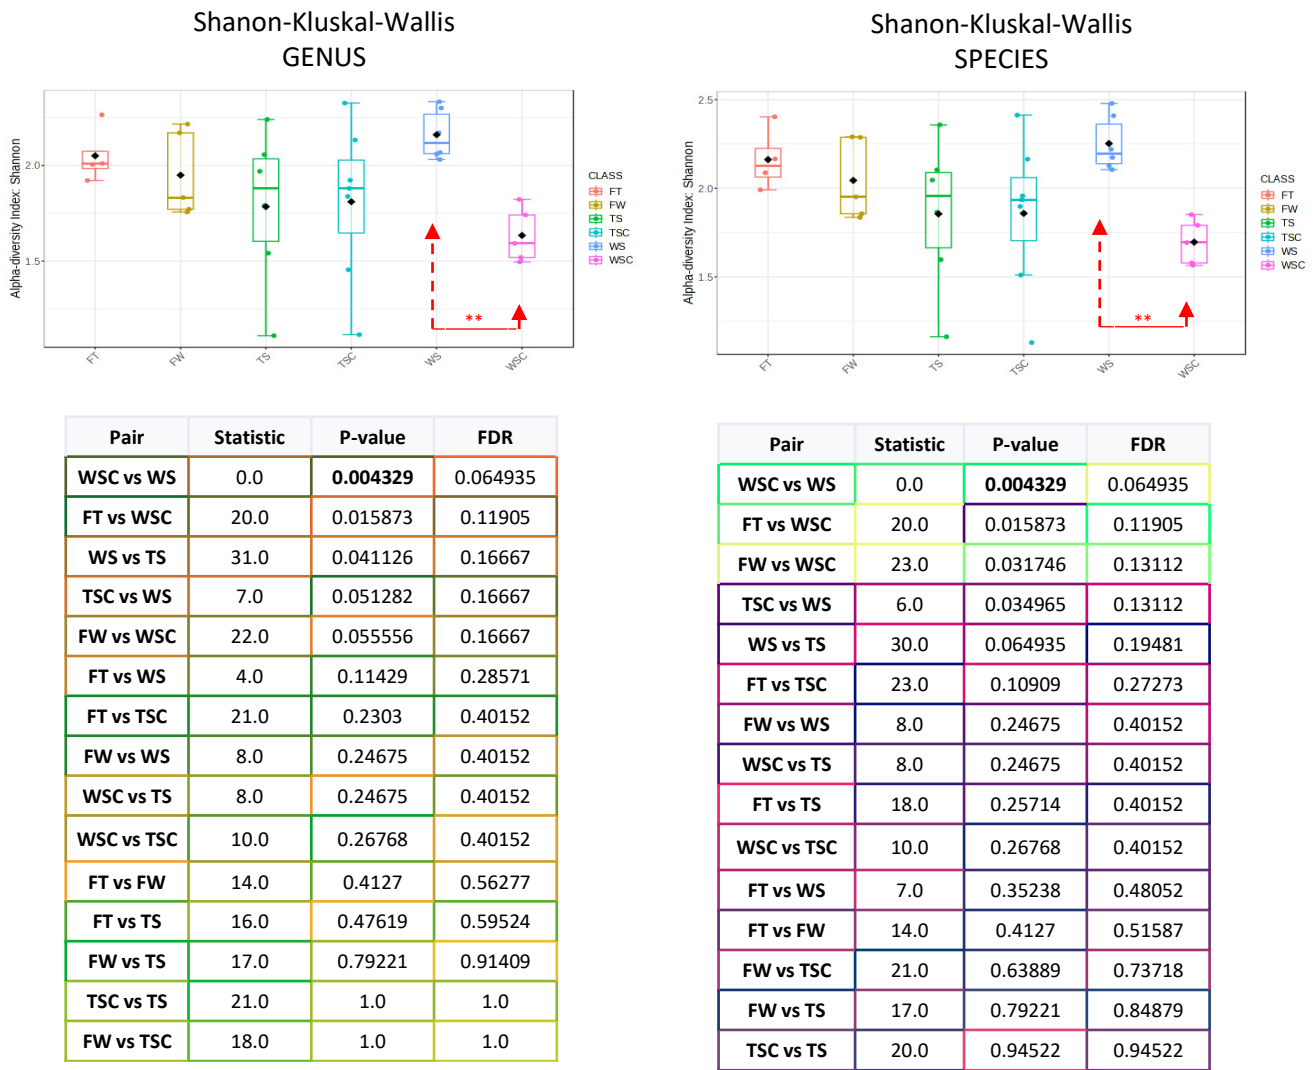 Shanon-Kluskal-Wallis
GENUS
Alpha-diversity Index: Shannon
2.0
1.5
FT
FW
TS
TSC
WS
WSC
**
CLASS
FT
FW
TS
TSC
WS
WSC
Shanon-Kluskal-Wallis
SPECIES
Alpha-diversity Index: Shannon
2.5
2.0
1.5
FT
FW
TS
TSC
WS
WSC
**
CLASS
FT
FW
TS
TSC
WS
WSC
Pair Statistic P-value FDR
WSC vs WS 0.0 0.004329 0.064935
FT vs WSC 20.0 0.015873 0.11905
WS vs TS 31.0 0.041126 0.16667
TSC vs WS 7.0 0.051282 0.16667
FW vs WSC 22.0 0.055556 0.16667
FT vs WS 4.0 0.11429 0.28571
FT vs TSC 21.0 0.2303 0.40152
FW vs WS 8.0 0.24675 0.40152
WSC vs TS 8.0 0.24675 0.40152
WSC vs TSC 10.0 0.26768 0.40152
FT vs FW 14.0 0.4127 0.56277
FT vs TS 16.0 0.47619 0.59524
FW vs TS 17.0 0.79221 0.91409
TSC vs TS 21.0 1.0 1.0
FW vs TSC 18.0 1.0 1.0
Pair Statistic P-value FDR
WSC vs WS 0.0 0.004329 0.064935
FT vs WSC 20.0 0.015873 0.11905
FW vs WSC 23.0 0.031746 0.13112
TSC vs WS 6.0 0.034965 0.13112
WS vs TS 30.0 0.064935 0.19481
FT vs TSC 23.0 0.10909 0.27273
FW vs WS 8.0 0.24675 0.40152
WSC vs TS 8.0 0.24675 0.40152
FT vs TS 18.0 0.25714 0.40152
WSC vs TSC 10.0 0.26768 0.40152
FT vs WS 7.0 0.35238 0.48052
FT vs FW 14.0 0.4127 0.51587
FW vs TSC 21.0 0.63889 0.73718
FW vs TS 17.0 0.79221 0.84879
TSC vs TS 20.0 0.94522 0.94522